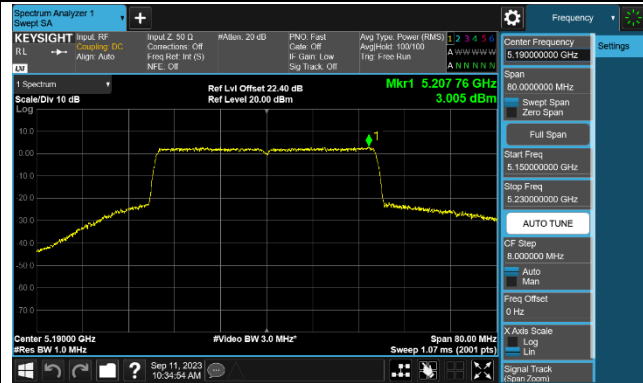 Spectrum Analyzer 1
Swept SA
Frequency
KEYSIGHT
RL
LXI
Input: RF
Coupling: DC
Align: Auto
Input Z: 50 Ω
Corrections: Off
Freq Ref: Int (S)
NFE: Off
#Atten: 20 dB
PNO: Fast
Gate: Off
IF Gain: Low
Sig Track: Off
Avg Type: Power (RMS)
Avg|Hold: 100/100
Trig: Free Run
1 2 3 4 5 6
A W W W W W
A N N N N N
1 Spectrum
Scale/Div 10 dB
Log
Ref Lvl Offset 22.40 dB
Ref Level 20.00 dBm
Mkr1 5.207 76 GHz
3.005 dBm
1
10.0
0.00
-10.0
-20.0
-30.0
-40.0
-50.0
-60.0
-70.0
Center 5.19000 GHz
#Res BW 1.0 MHz
#Video BW 3.0 MHz*
Span 80.00 MHz
Sweep 1.07 ms (2001 pts)
Sep 11, 2023
10:34:54 AM
Center Frequency
5.190000000 GHz
Span
80.0000000 MHz
Swept Span
Zero Span
Full Span
Start Freq
5.150000000 GHz
Stop Freq
5.230000000 GHz
AUTO TUNE
CF Step
8.000000 MHz
Auto
Man
Freq Offset
0 Hz
X Axis Scale
Log
Lin
Signal Track
(Span Zoom)
Settings